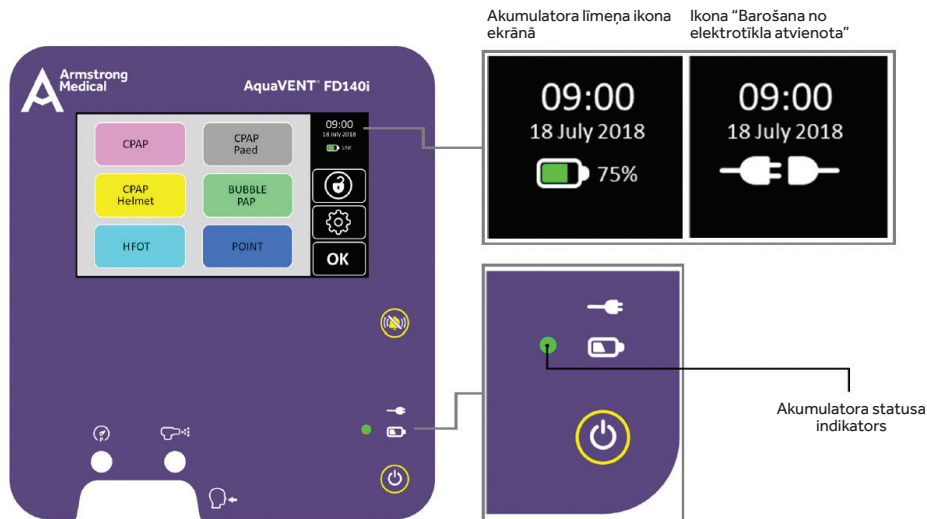 Akumulatora līmeņa ikona
ekrānā
Ikona “Barošana no
elektrotīkla atvienota”
Armstrong
Medical
AquaVENT® FD140i
CPAP
CPAP
Paed
CPAP
Helmet
BUBBLE
PAP
HFOT
POINT
09:00
18 July 2018
75%
OK
09:00
18 July 2018
75%
09:00
18 July 2018
P
Akumulatora statusa
indikators